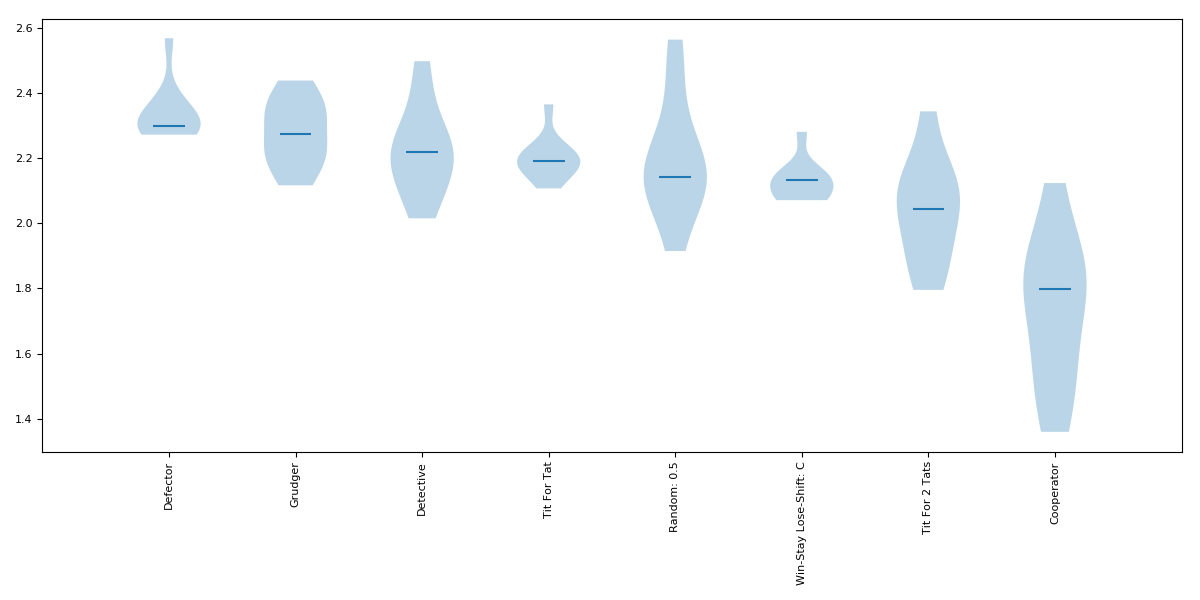 2.6
2.4
2.2
2.0
1.8
1.6
1.4
Defector
Grudger
Detective
Tit For Tat
Random: 0.5
Win-Stay Lose-Shift: C
Tit For 2 Tats
Cooperator